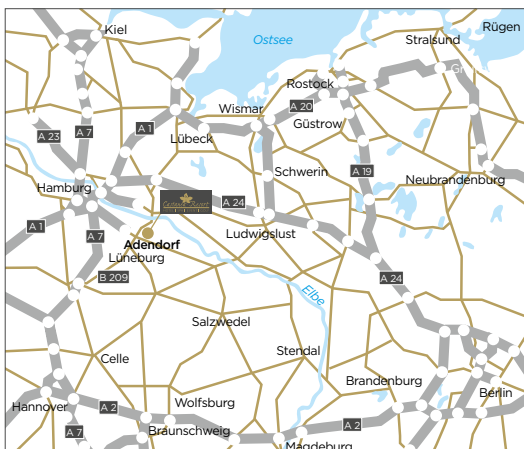 Kiel
Ostsee
Stralsund
Rügen
Rostock
Wismar
A 20
Güstrow
A 23
A 7
A 1
Lübeck
Schwerin
A 19
Neubrandenburg
Hamburg
A 24
A 1
A 7
Adendorf
Lüneburg
Ludwigslust
B 209
Elbe
A 24
Salzwedel
Stendal
Celle
Brandenburg
Berlin
Hannover
A 2
Wolfsburg
A 7
Braunschweig
A 2
Magdeburg